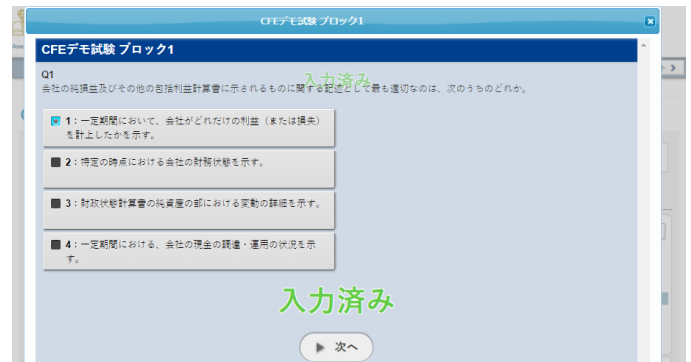 CFEデモ試験 ブロック1
CFEデモ試験 ブロック1
Q1
入力済み
会社の純損益及びその他の包括利益計算書に示されるものに関する記述として最も適切なのは、次のうちのどれか。
1：一定期間において、会社がどれだけの利益（または損失）
を計上したかを示す。
2：特定の時点における会社の財務状態を示す。
3：財政状態計算書の純資産の部における変動の詳細を示す。
4：一定期間における、会社の現金の調達・運用の状況を示
す。
入力済み
次へ